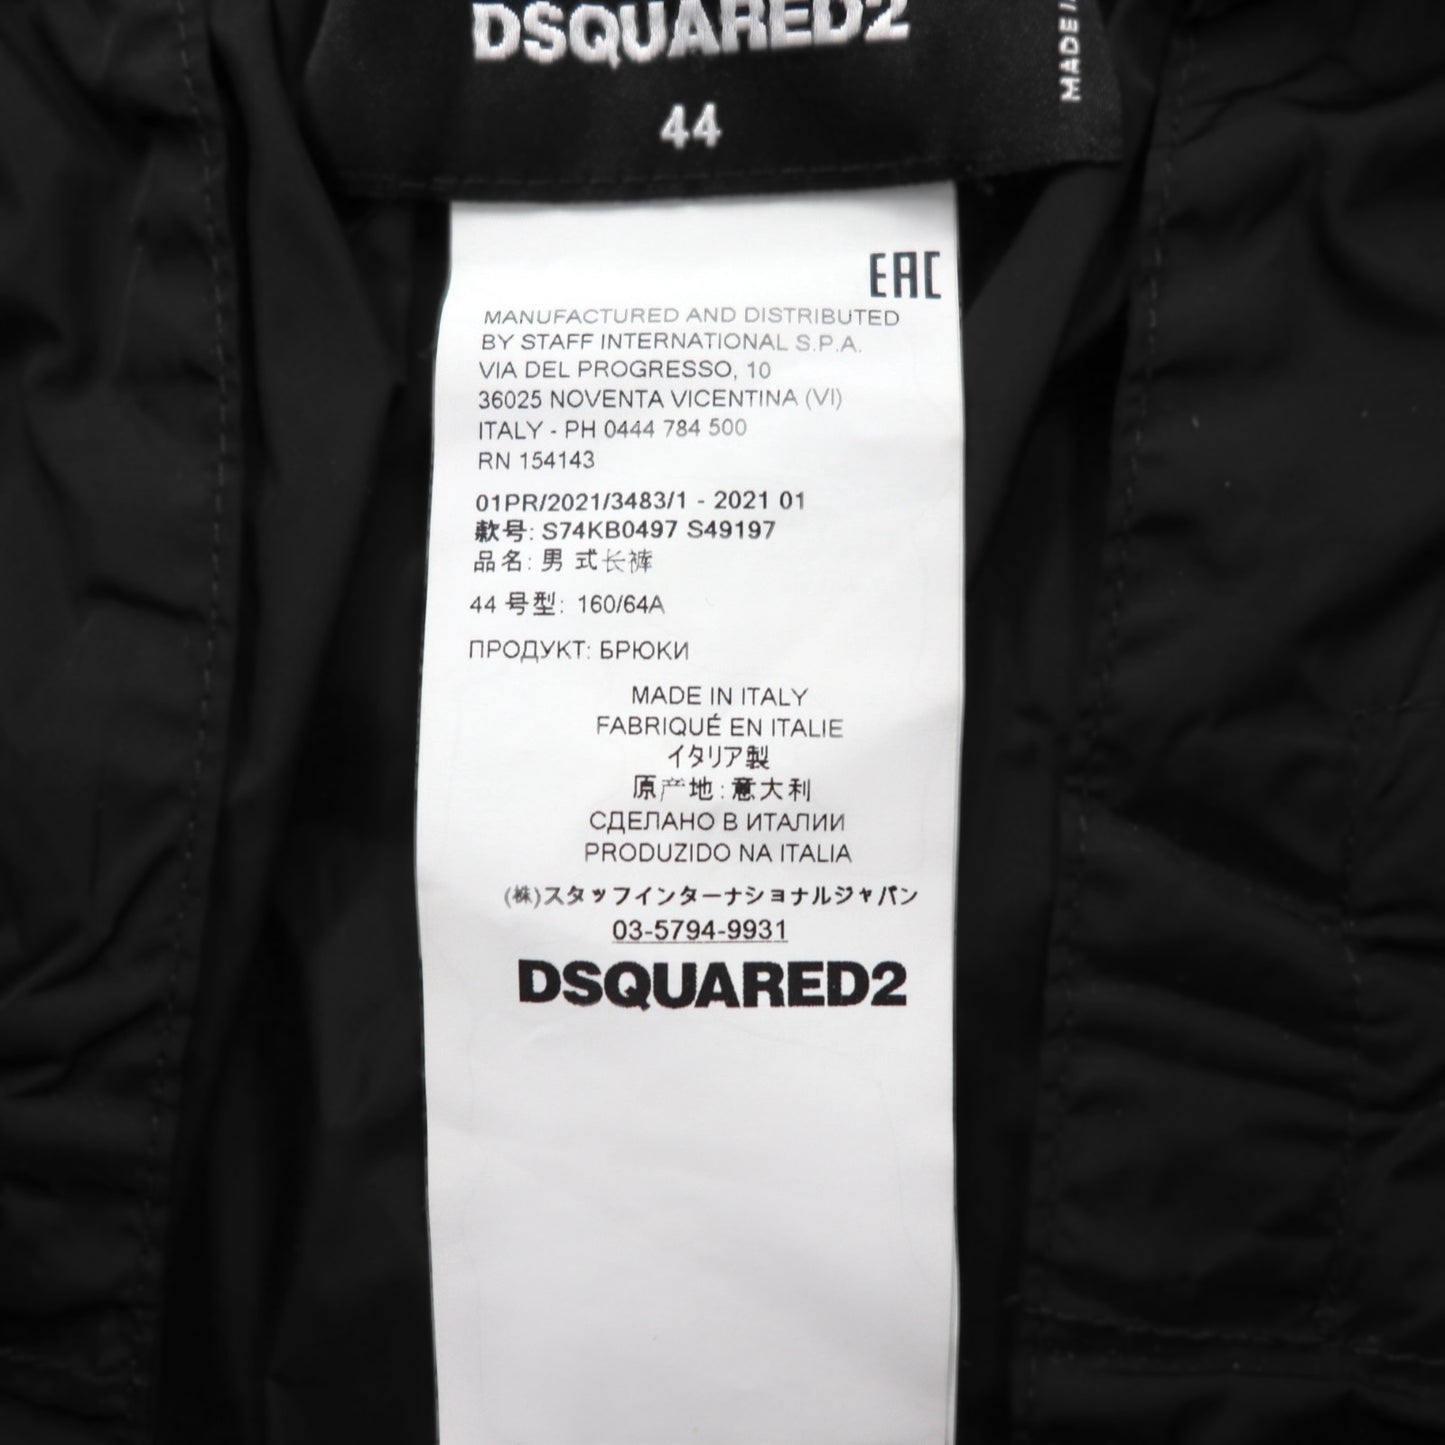 DSQUARED2
44
MADE I
EAC
MANUFACTURED AND DISTRIBUTED
BY STAFF INTERNATIONAL S.P.A.
VIA DEL PROGRESSO, 10
36025 NOVENTA VICENTINA (VI)
ITALY - PH 0444 784 500
RN 154143
01PR/2021/3483/1 - 2021 01
款号: S74KB0497 S49197
品名: 男 式长裤
44 号型: 160/64A
ПРОДУКТ: БРЮКИ
MADE IN ITALY
FABRIQUÉ EN ITALIE
イタリア製
原产地:意大利
СДЕЛАНО В ИТАЛИИ
PRODUZIDO NA ITALIA
(株)スタッフインターナショナルジャパン
03-5794-9931
DSQUARED2